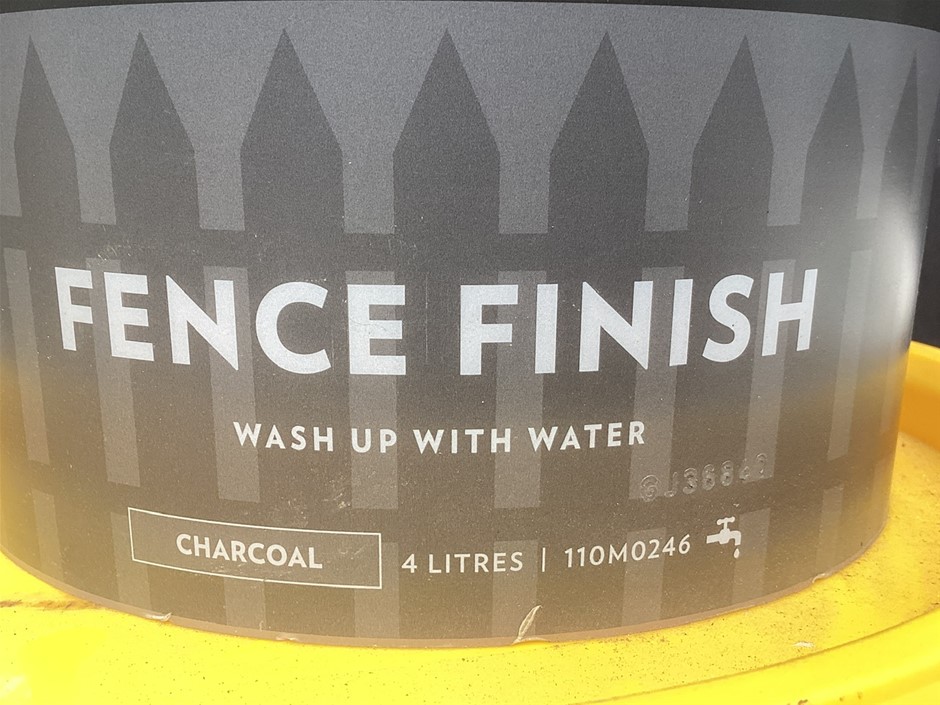 FENCE FINISH
WASH UP WITH WATER
CHARCOAL 4 LITRES | 110M0246